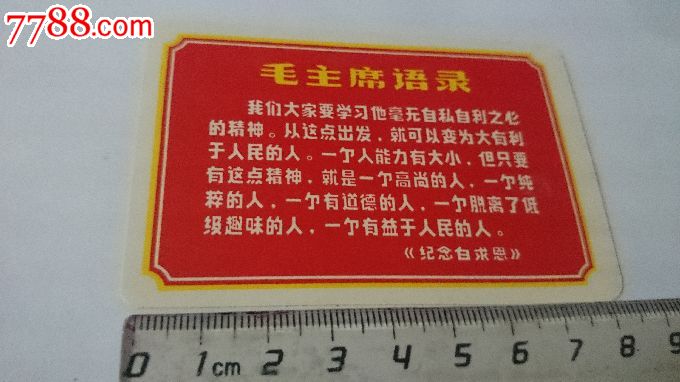 7788.com
毛主席语录
我们大家要学习他毫无自私自利之心
的精神。从这点出发，就可以变为大有利
于人民的人。一个人能力有大小，但只要
有这点精神，就是一个高尚的人，一个纯
粹的人，一个有道德的人，一个脱离了低
级趣味的人，一个有益于人民的人。
《纪念白求恩》
0 1cm 2 3 4 5 6 7 8 9